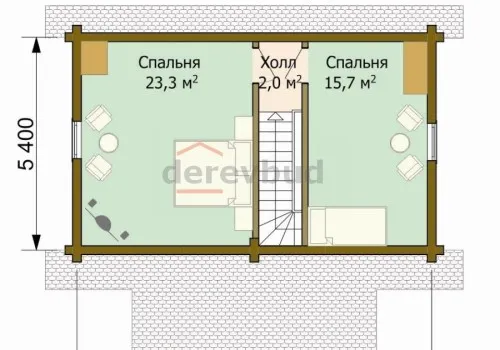 Спальня
23,3 м²
Холл
2,0 м²
Спальня
15,7 м²
5 400
derevbud